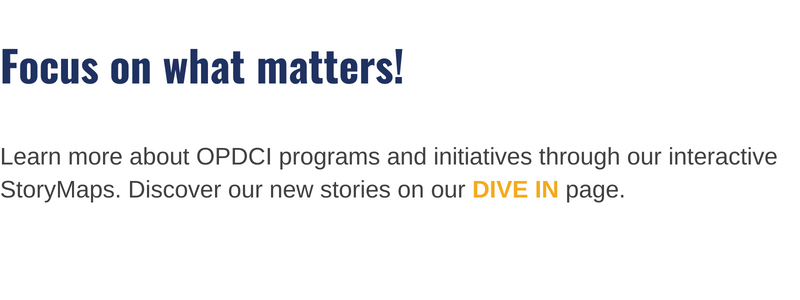 Focus on what matters!
Learn more about OPDCI programs and initiatives through our interactive
StoryMaps. Discover our new stories on our DIVE IN page.